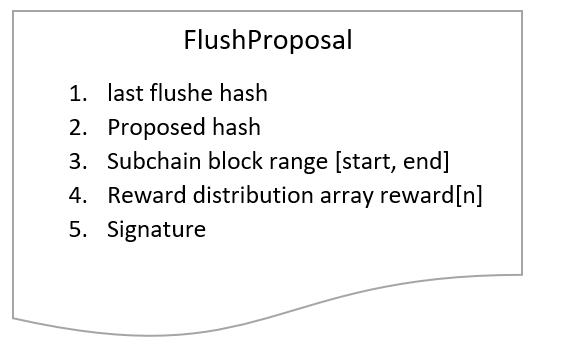 FlushProposal
1. last flushe hash
2. Proposed hash
3. Subchain block range [start, end]
4. Reward distribution array reward[n]
5. Signature